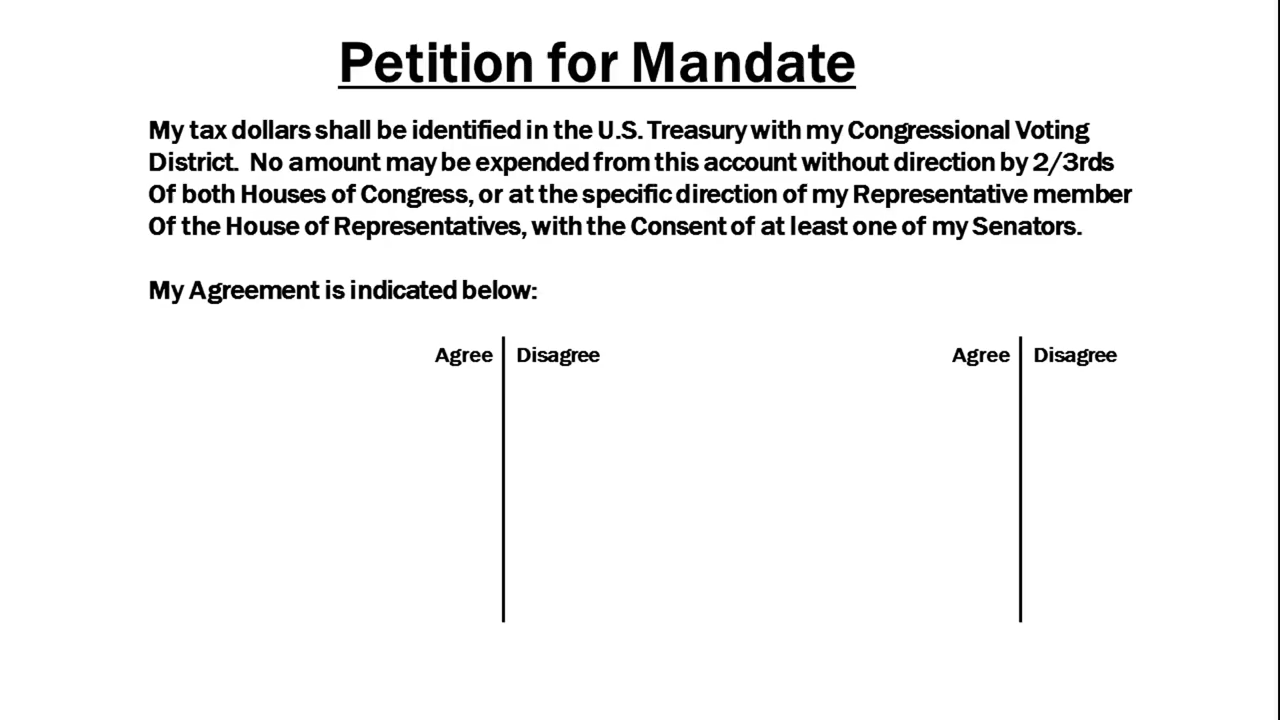 Petition for Mandate
My tax dollars shall be identified in the U.S. Treasury with my Congressional Voting
District. No amount may be expended from this account without direction by 2/3rds
Of both Houses of Congress, or at the specific direction of my Representative member
Of the House of Representatives, with the Consent of at least one of my Senators.
My Agreement is indicated below:
Agree Disagree Agree Disagree